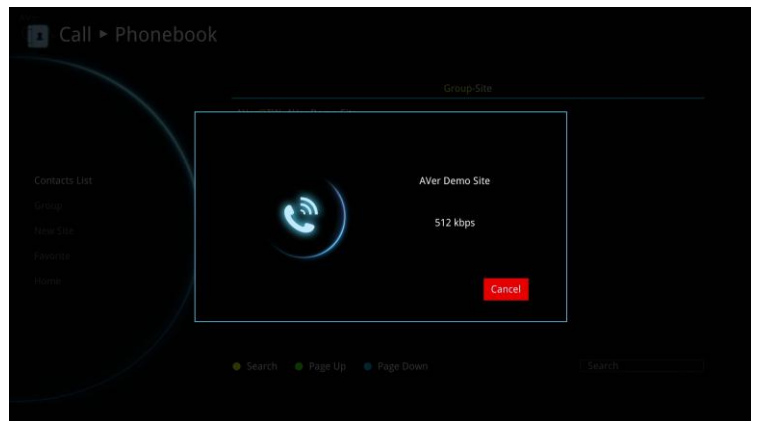 Call ▸ Phonebook
Group-Site
Contacts List
Group
New Site
Favorite
Home
AVer Demo Site
512 kbps
Cancel
Search
Page Up
Page Down
Search